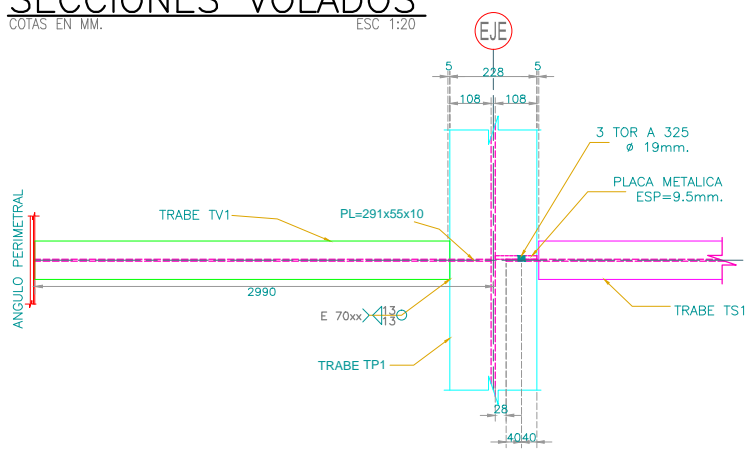 SECCIONES VOLADOS
COTAS EN MM.
ESC 1:20
EJE
5
228
5
108
108
3 TOR A 325
ø 19mm.
PLACA METALICA
ESP=9.5mm.
ANGULO PERIMETRAL
TRABE TV1
PL=291x55x10
2990
E 70xx
13
13
TRABE TS1
TRABE TP1
28
4040